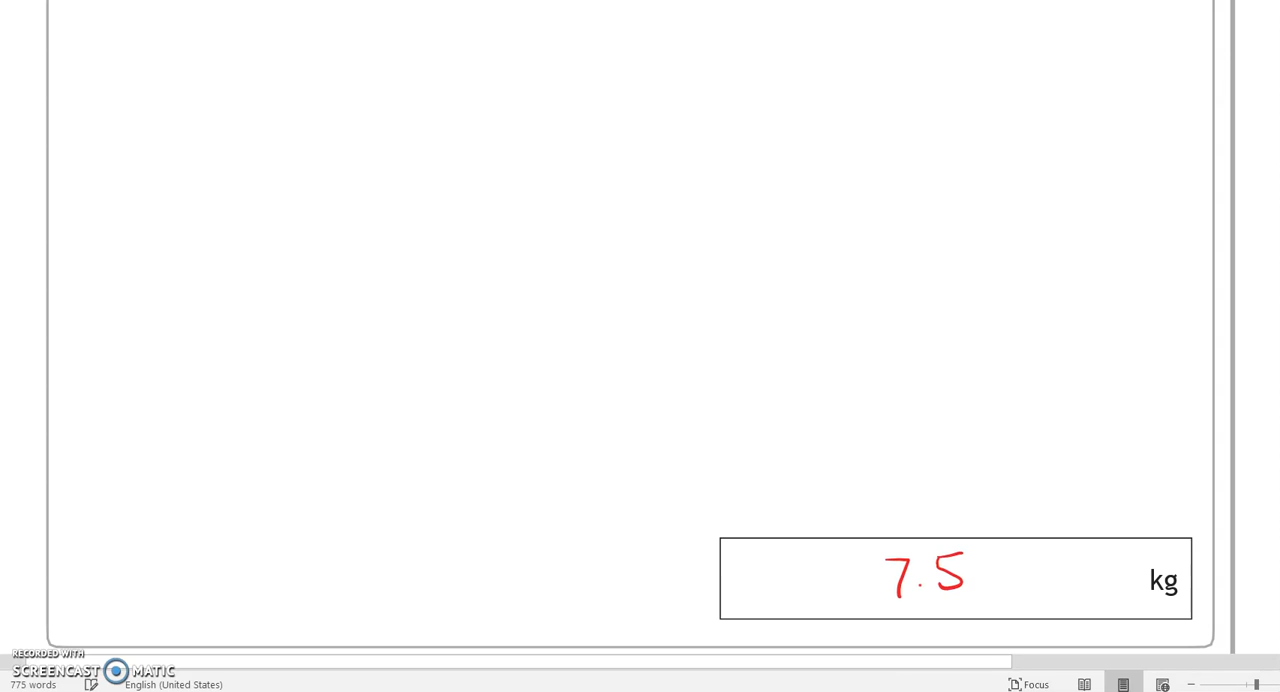 7.5 kg
RECORDED WITH
SCREENCAST MATIC
775 words English (United States) Focus